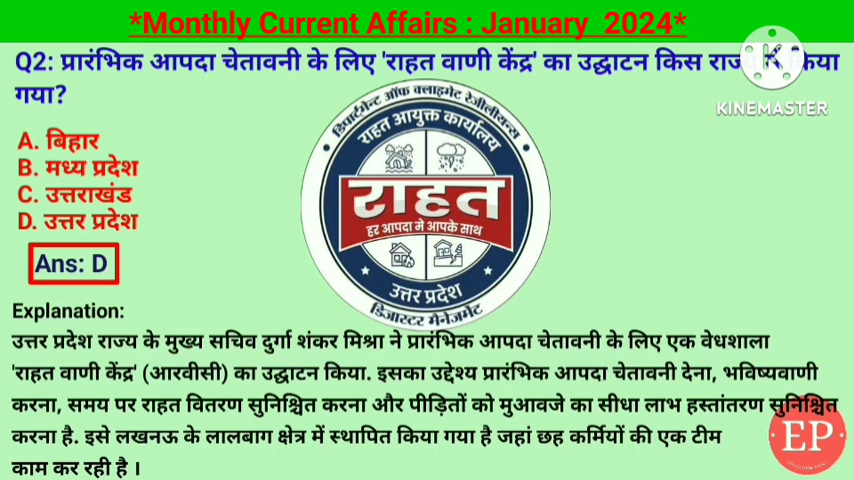 *Monthly Current Affairs : January 2024*
Q2: प्रारंभिक आपदा चेतावनी के लिए 'राहत वाणी केंद्र' का उद्घाटन किस किया
गया?
KINEMASTER
A. बिहार
B. मध्य प्रदेश
C. उत्तराखंड
D. उत्तर प्रदेश
Ans: D
डिपार्टमेन्ट ऑफ क्लाइमेट रेजीलीयन्स
राहत आयुक्त कार्यालय
राहत
हर आपदा मे आपके साथ
उत्तर प्रदेश
डिजास्टर मैनेजमेंट
Explanation:
उत्तर प्रदेश राज्य के मुख्य सचिव दुर्गा शंकर मिश्रा ने प्रारंभिक आपदा चेतावनी के लिए एक वेधशाला
'राहत वाणी केंद्र' (आरवीसी) का उद्घाटन किया. इसका उद्देश्य प्रारंभिक आपदा चेतावनी देना, भविष्यवाणी
करना, समय पर राहत वितरण सुनिश्चित करना और पीड़ितों को मुआवजे का सीधा लाभ हस्तांतरण सुनिश्चित
करना है. इसे लखनऊ के लालबाग क्षेत्र में स्थापित किया गया है जहां छह कर्मियों की एक टीम
काम कर रही है ।
EP